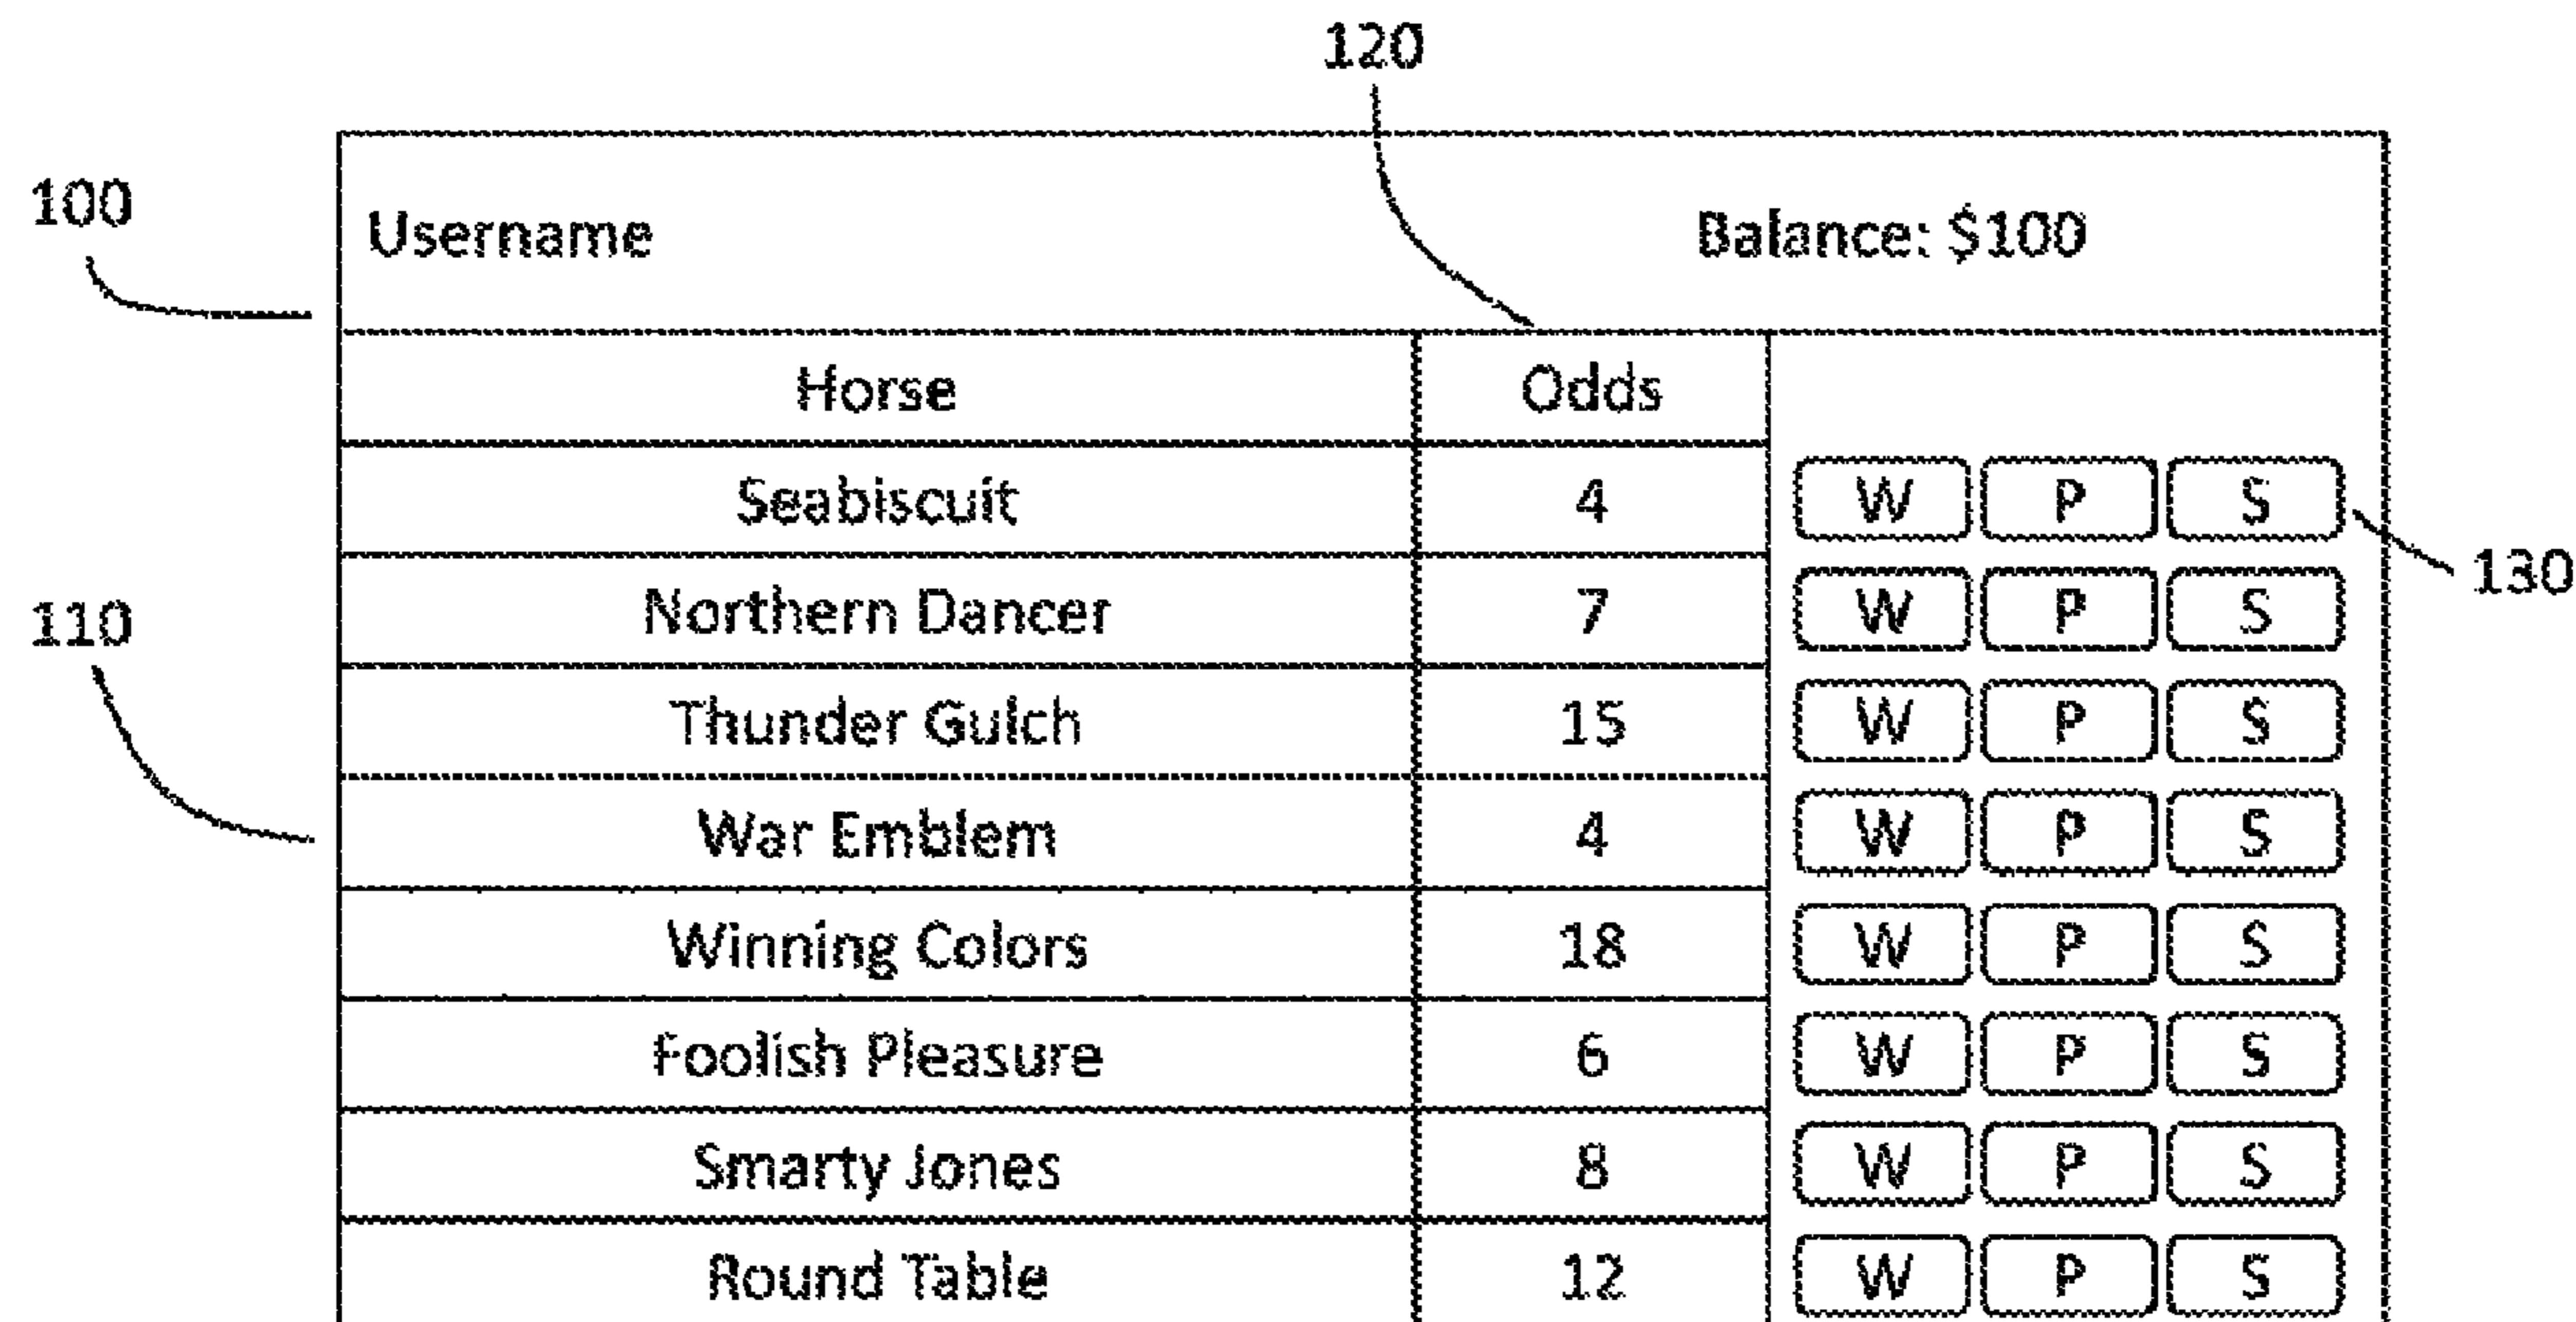 120
100
Username Balance: $100
Horse Odds
Seabiscuit 4 W P S
130
Northern Dancer 7 W P S
110
Thunder Gulch 15 W P S
War Emblem 4 W P S
Winning Colors 18 W P S
Foolish Pleasure 6 W P S
Smarty Jones 8 W P S
Round Table 12 W P S